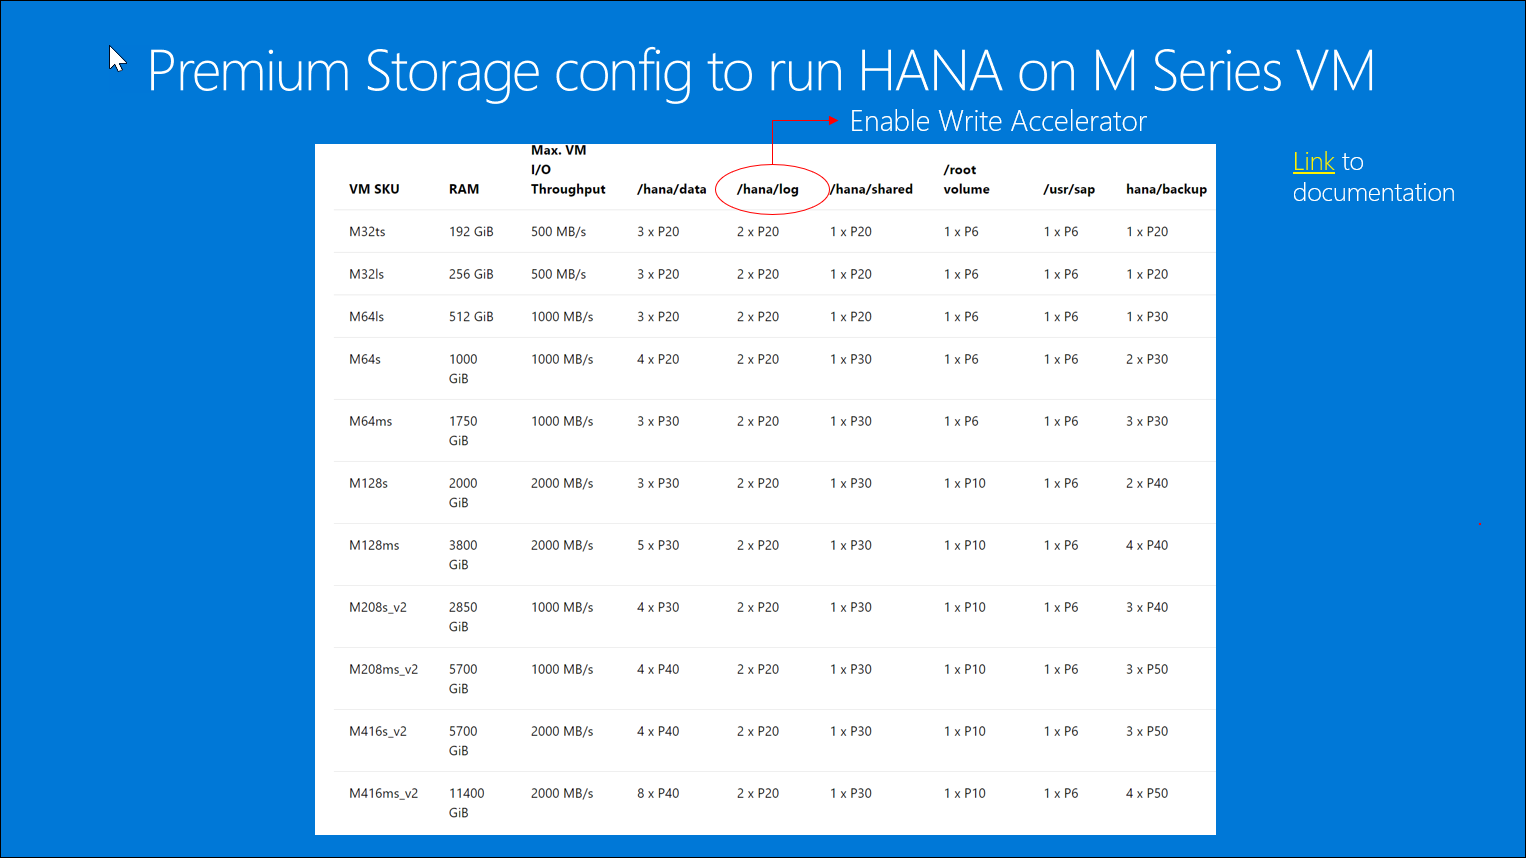 Premium Storage config to run HANA on M Series VM
Enable Write Accelerator
Link to
documentation
Max. VM
I/O
/root
VM SKU RAM Throughput /hana/data /hana/log /hana/shared volume /usr/sap hana/backup
M32ts 192 GiB 500 MB/s 3 x P20 2 x P20 1 x P20 1 x P6 1 x P6 1 x P20
M32ls 256 GiB 500 MB/s 3 x P20 2 x P20 1 x P20 1 x P6 1 x P6 1 x P20
M64ls 512 GiB 1000 MB/s 3 x P20 2 x P20 1 x P20 1 x P6 1 x P6 1 x P30
M64s 1000 1000 MB/s 4 x P20 2 x P20 1 x P30 1 x P6 1 x P6 2 x P30
GiB
M64ms 1750 1000 MB/s 3 x P30 2 x P20 1 x P30 1 x P6 1 x P6 3 x P30
GiB
M128s 2000 2000 MB/s 3 x P30 2 x P20 1 x P30 1 x P10 1 x P6 2 x P40
GiB
M128ms 3800 2000 MB/s 5 x P30 2 x P20 1 x P30 1 x P10 1 x P6 4 x P40
GiB
M208s_v2 2850 1000 MB/s 4 x P30 2 x P20 1 x P30 1 x P10 1 x P6 3 x P40
GiB
M208ms_v2 5700 1000 MB/s 4 x P40 2 x P20 1 x P30 1 x P10 1 x P6 3 x P50
GiB
M416s_v2 5700 2000 MB/s 4 x P40 2 x P20 1 x P30 1 x P10 1 x P6 3 x P50
GiB
M416ms_v2 11400 2000 MB/s 8 x P40 2 x P20 1 x P30 1 x P10 1 x P6 4 x P50
GiB